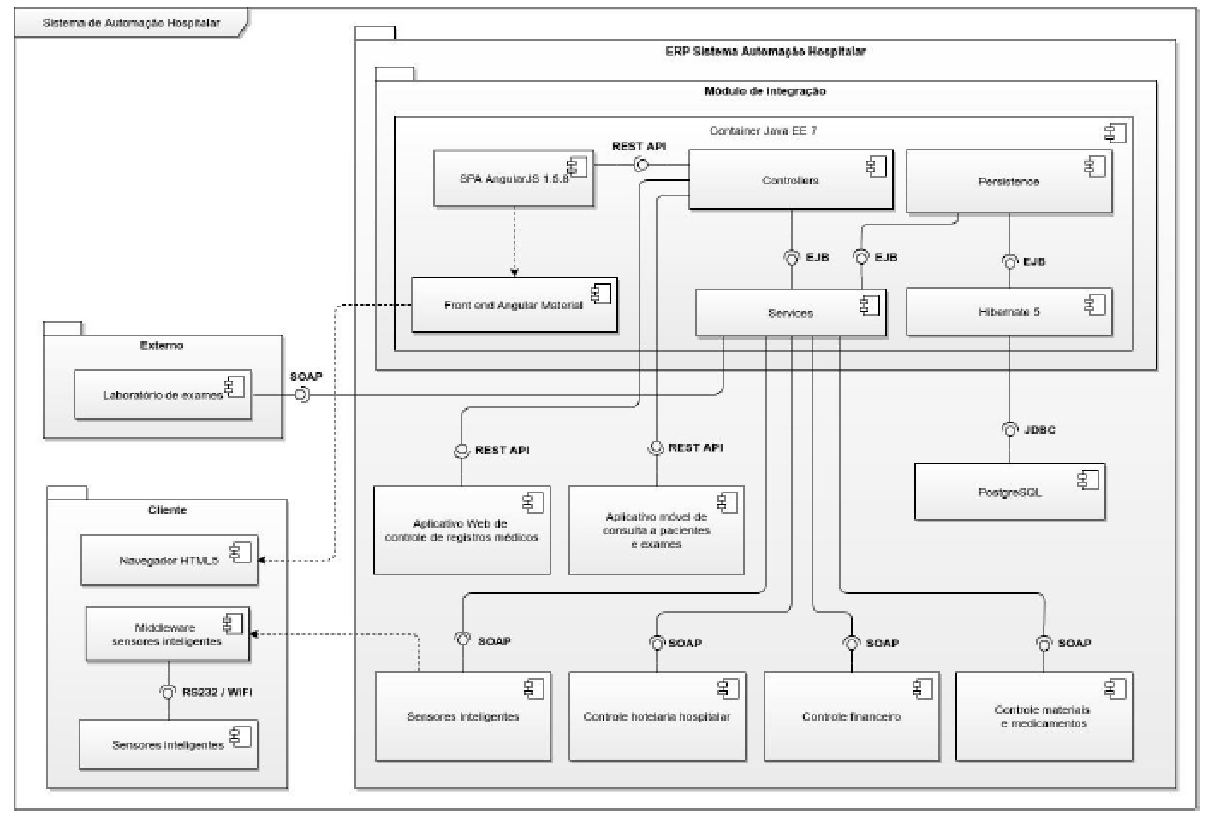 Sistema de Automação Hospitalar
ERP Sistema Automação Hospitalar
Módulo de integração
Container Java EE 7
REST API
SPA AngularJS 1.5.8
Controllers
Persistence
EJB
EJB
EJB
Front end Angular Material
Services
Hibernate 5
Externo
Laboratório de exames
SOAP
JDBC
REST API
REST API
PostgreSQL
Cliente
Aplicativo Web de
controle de registros médicos
Aplicativo móvel de
consulta a pacientes
e exames
Navegador HTML5
Middleware
sensores inteligentes
SOAP
SOAP
SOAP
SOAP
RS232 / WIFI
Sensores inteligentes
Sensores inteligentes
Controle hotelaria hospitalar
Controle financeiro
Controle materiais
e medicamentos